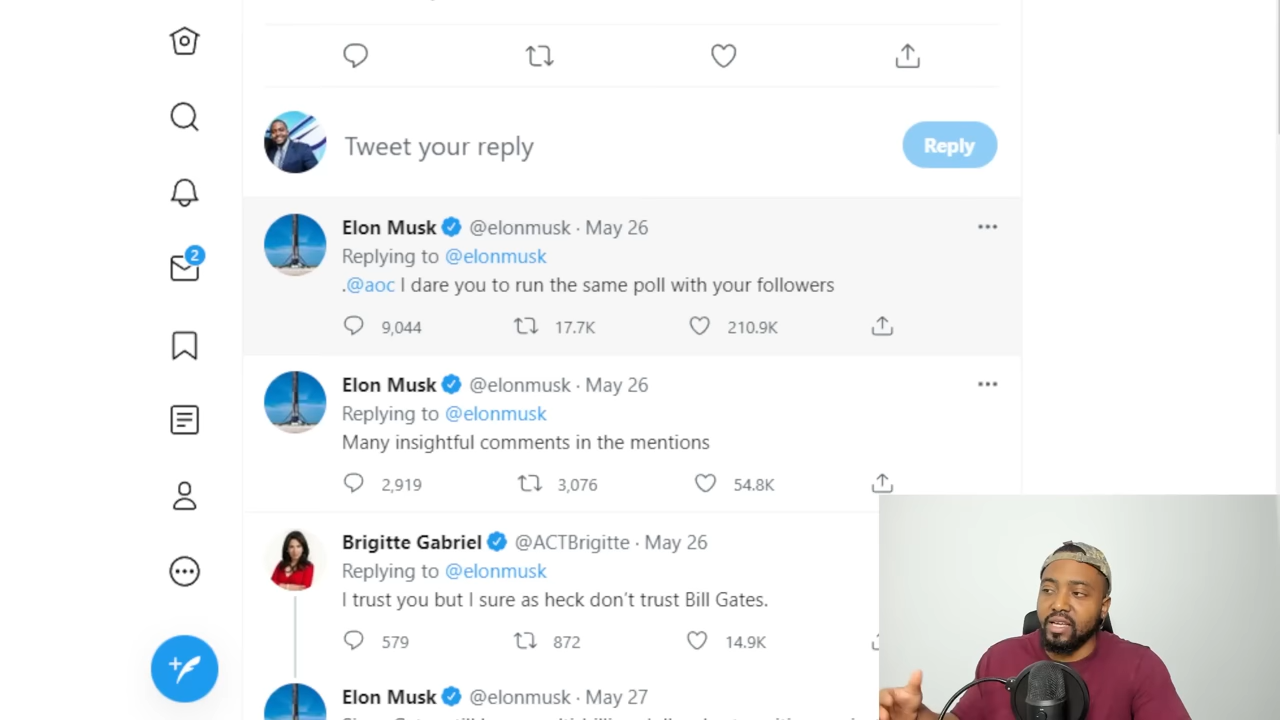 Tweet your reply
Reply
Elon Musk @elonmusk · May 26
Replying to @elonmusk
.@aoc I dare you to run the same poll with your followers
9,044 17.7K 210.9K
2
Elon Musk @elonmusk · May 26
Replying to @elonmusk
Many insightful comments in the mentions
2,919 3,076 54.8K
Brigitte Gabriel @ACTBrigitte · May 26
Replying to @elonmusk
I trust you but I sure as heck don't trust Bill Gates.
579 872 14.9K
Elon Musk @elonmusk · May 27